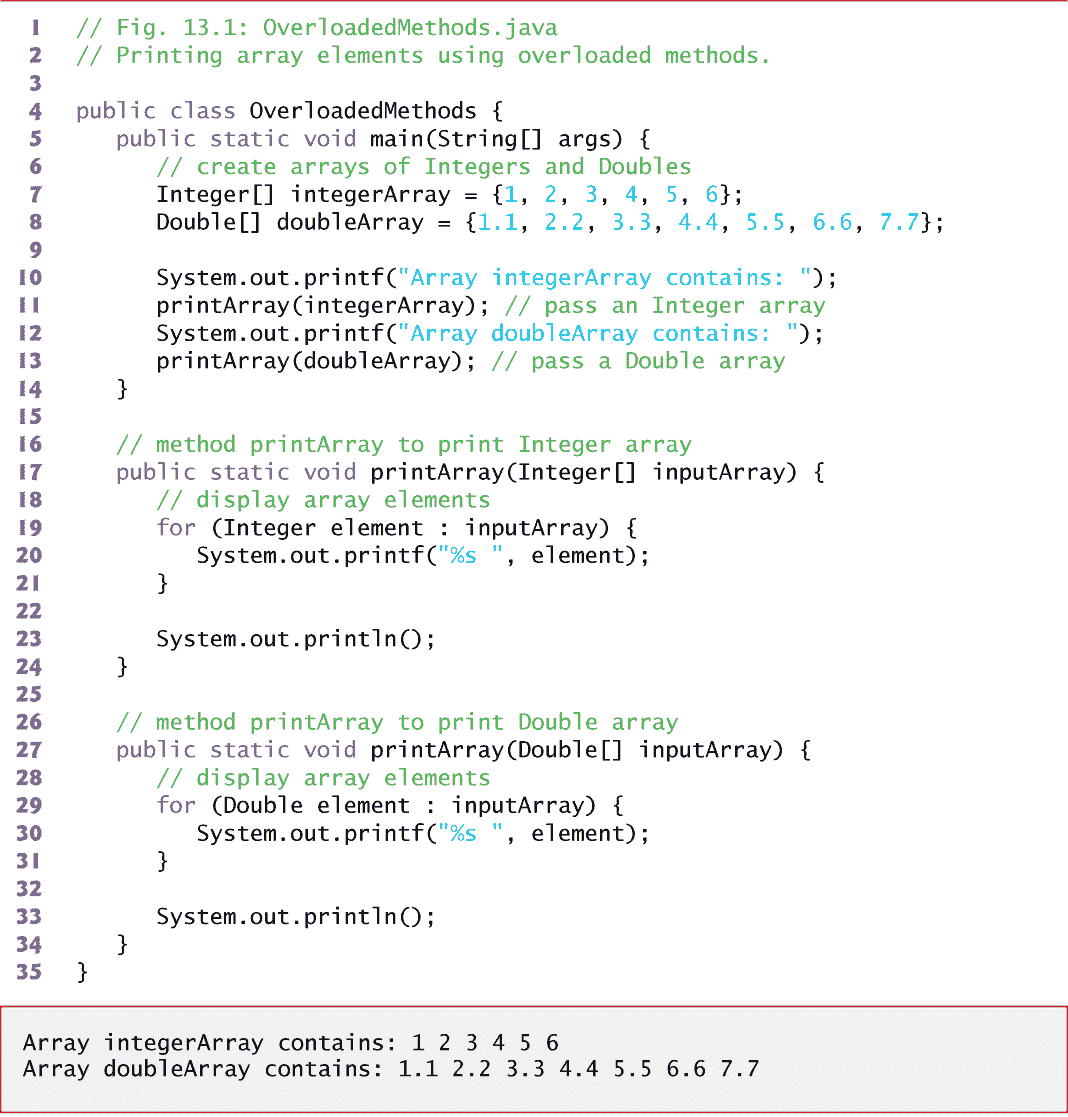 1 // Fig. 13.1: OverloadedMethods.java
2 // Printing array elements using overloaded methods.
3
4 public class OverloadedMethods {
5    public static void main(String[] args) {
6       // create arrays of Integers and Doubles
7       Integer[] integerArray = {1, 2, 3, 4, 5, 6};
8       Double[] doubleArray = {1.1, 2.2, 3.3, 4.4, 5.5, 6.6, 7.7};
9
10       System.out.printf("Array integerArray contains: ");
11       printArray(integerArray); // pass an Integer array
12       System.out.printf("Array doubleArray contains: ");
13       printArray(doubleArray); // pass a Double array
14    }
15
16    // method printArray to print Integer array
17    public static void printArray(Integer[] inputArray) {
18       // display array elements
19       for (Integer element : inputArray) {
20          System.out.printf("%s ", element);
21       }
22
23       System.out.println();
24    }
25
26    // method printArray to print Double array
27    public static void printArray(Double[] inputArray) {
28       // display array elements
29       for (Double element : inputArray) {
30          System.out.printf("%s ", element);
31       }
32
33       System.out.println();
34    }
35 }
Array integerArray contains: 1 2 3 4 5 6
Array doubleArray contains: 1.1 2.2 3.3 4.4 5.5 6.6 7.7